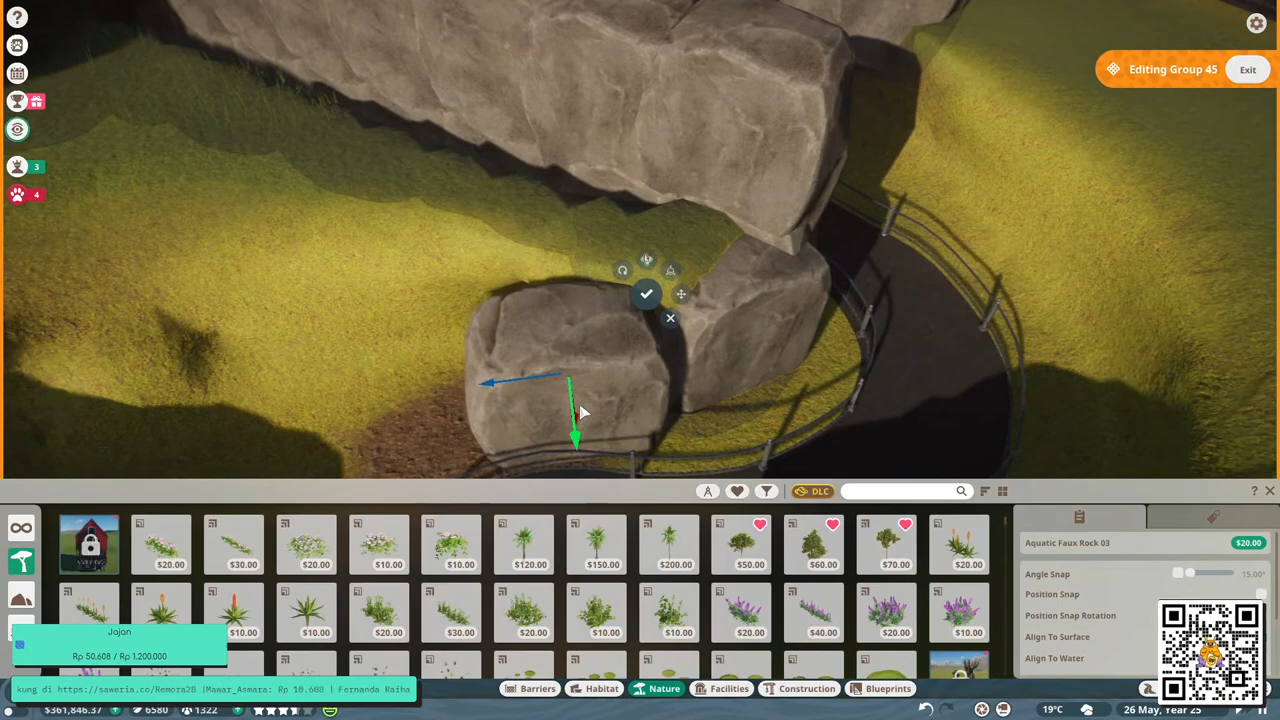 ?
Editing Group 45
Exit
3
4
DLC
?
$20.00
$30.00
$20.00
$10.00
$10.00
$120.00
$150.00
$200.00
$50.00
$60.00
$70.00
$20.00
Aquatic Faux Rock 03
$20.00
Angle Snap
15.00°
Position Snap
Position Snap Rotation
Align To Surface
Align To Water
$10.00
$10.00
$20.00
$30.00
$20.00
$10.00
$10.00
$20.00
$40.00
$20.00
$10.00
Jajan
Rp 50.608 / Rp 1.200.000
kung di https://saweria.co/Remora28 |Mawar_Asmara: Rp 10.608 | Fernanda Raiha
Barriers
Habitat
Nature
Facilities
Construction
Blueprints
$361,846.37
6580
1322
19°C
26 May, Year 25